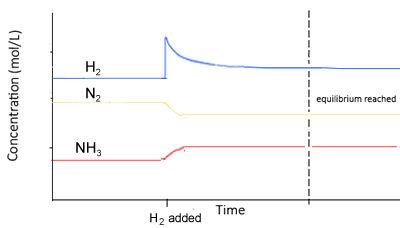 Concentration (mol/L)
H₂
N₂
equilibrium reached
NH₃
Time
H₂ added